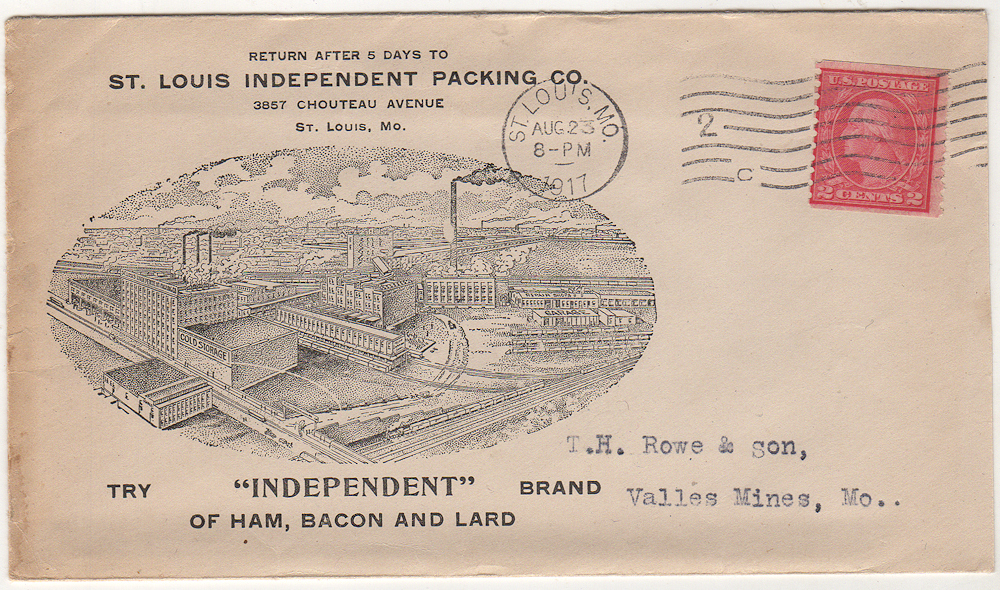 RETURN AFTER 5 DAYS TO
ST. LOUIS INDEPENDENT PACKING CO.
3857 CHOUTEAU AVENUE
ST. LOUIS, MO.
ST. LOUIS, MO.
AUG 23
8-PM
1917
2
C
U.S. POSTAGE
2 CENTS 2
COLD STORAGE
GARAGE
T.H. Rowe & son,
Valles Mines, Mo..
TRY "INDEPENDENT" BRAND
OF HAM, BACON AND LARD